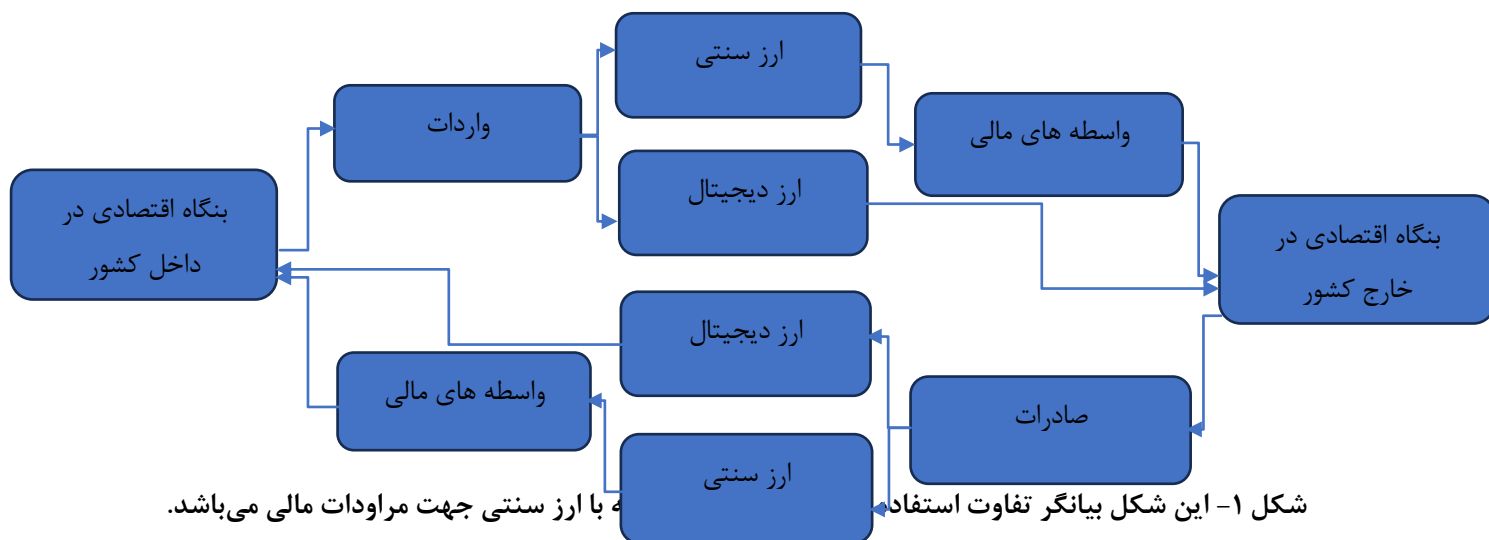 ارز سنتی
واردات
واسطه های مالی
ارز دیجیتال
بنگاه اقتصادی در
داخل کشور
بنگاه اقتصادی در
خارج کشور
ارز دیجیتال
واسطه های مالی
صادرات
ارز سنتی
شکل ۱- این شکل بیانگر تفاوت با ارز سنتی جهت مراودات مالی می‌باشد.